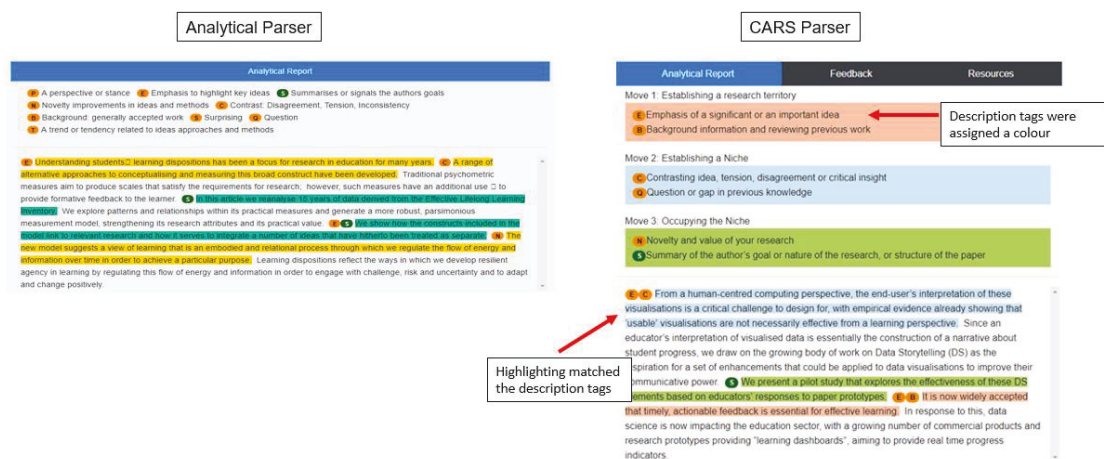 Analytical Parser
Analytical Report
P A perspective or stance E Emphasis to highlight key ideas S Summarises or signals the authors goals
N Novelty improvements in ideas and methods C Contrast: Disagreement, Tension, Inconsistency
B Background: generally accepted work S Surprising Q Question
T A trend or tendency related to ideas approaches and methods
E Understanding students▯ learning dispositions has been a focus for research in education for many years. C A range of
alternative approaches to conceptualising and measuring this broad construct have been developed. Traditional psychometric
measures aim to produce scales that satisfy the requirements for research; however, such measures have an additional use ▯ to
provide formative feedback to the learner. S In this article we reanalyse 15 years of data derived from the Effective Lifelong Learning
Inventory. We explore patterns and relationships within its practical measures and generate a more robust, parsimonious
measurement model, strengthening its research attributes and its practical value. E S We show how the constructs included in the
model link to relevant research and how it serves to integrate a number of ideas that have hitherto been treated as separate. N The
new model suggests a view of learning that is an embodied and relational process through which we regulate the flow of energy and
information over time in order to achieve a particular purpose. Learning dispositions reflect the ways in which we develop resilient
agency in learning by regulating this flow of energy and information in order to engage with challenge, risk and uncertainty and to adapt
and change positively.
CARS Parser
Analytical Report Feedback Resources
Move 1: Establishing a research territory
E Emphasis of a significant or an important idea
B Background information and reviewing previous work
Description tags were
assigned a colour
Move 2: Establishing a Niche
C Contrasting idea, tension, disagreement or critical insight
Q Question or gap in previous knowledge
Move 3: Occupying the Niche
N Novelty and value of your research
S Summary of the author's goal or nature of the research, or structure of the paper
E C From a human-centred computing perspective, the end-user's interpretation of these
visualisations is a critical challenge to design for, with empirical evidence already showing that
'usable' visualisations are not necessarily effective from a learning perspective. Since an
educator's interpretation of visualised data is essentially the construction of a narrative about
student progress, we draw on the growing body of work on Data Storytelling (DS) as the
spiration for a set of enhancements that could be applied to data visualisations to improve their
ommunicative power. S We present a pilot study that explores the effectiveness of these DS
ements based on educators' responses to paper prototypes. E B It is now widely accepted
that timely, actionable feedback is essential for effective learning. In response to this, data
science is now impacting the education sector, with a growing number of commercial products and
research prototypes providing "learning dashboards", aiming to provide real time progress
indicators.
Highlighting matched
the description tags